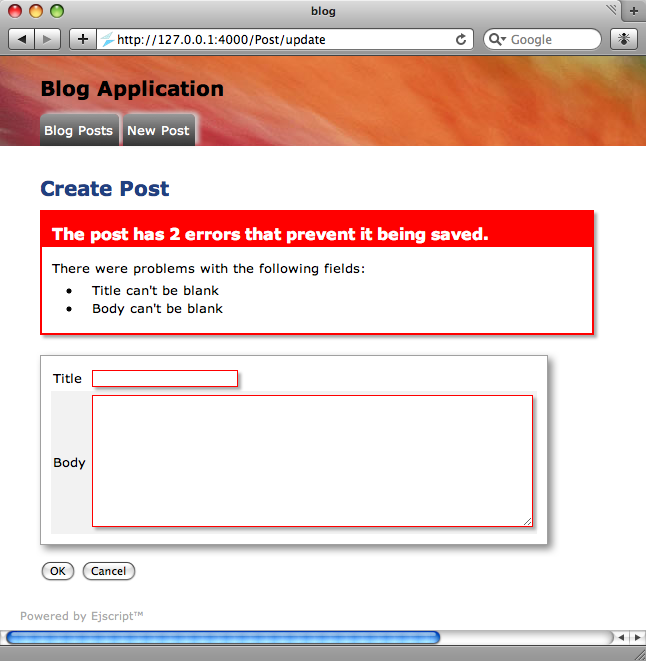 blog
http://127.0.0.1:4000/Post/update
Google
Blog Application
Blog Posts New Post
Create Post
The post has 2 errors that prevent it being saved.
There were problems with the following fields:
• Title can't be blank
• Body can't be blank
Title
Body
OK Cancel
Powered by Ejscript™